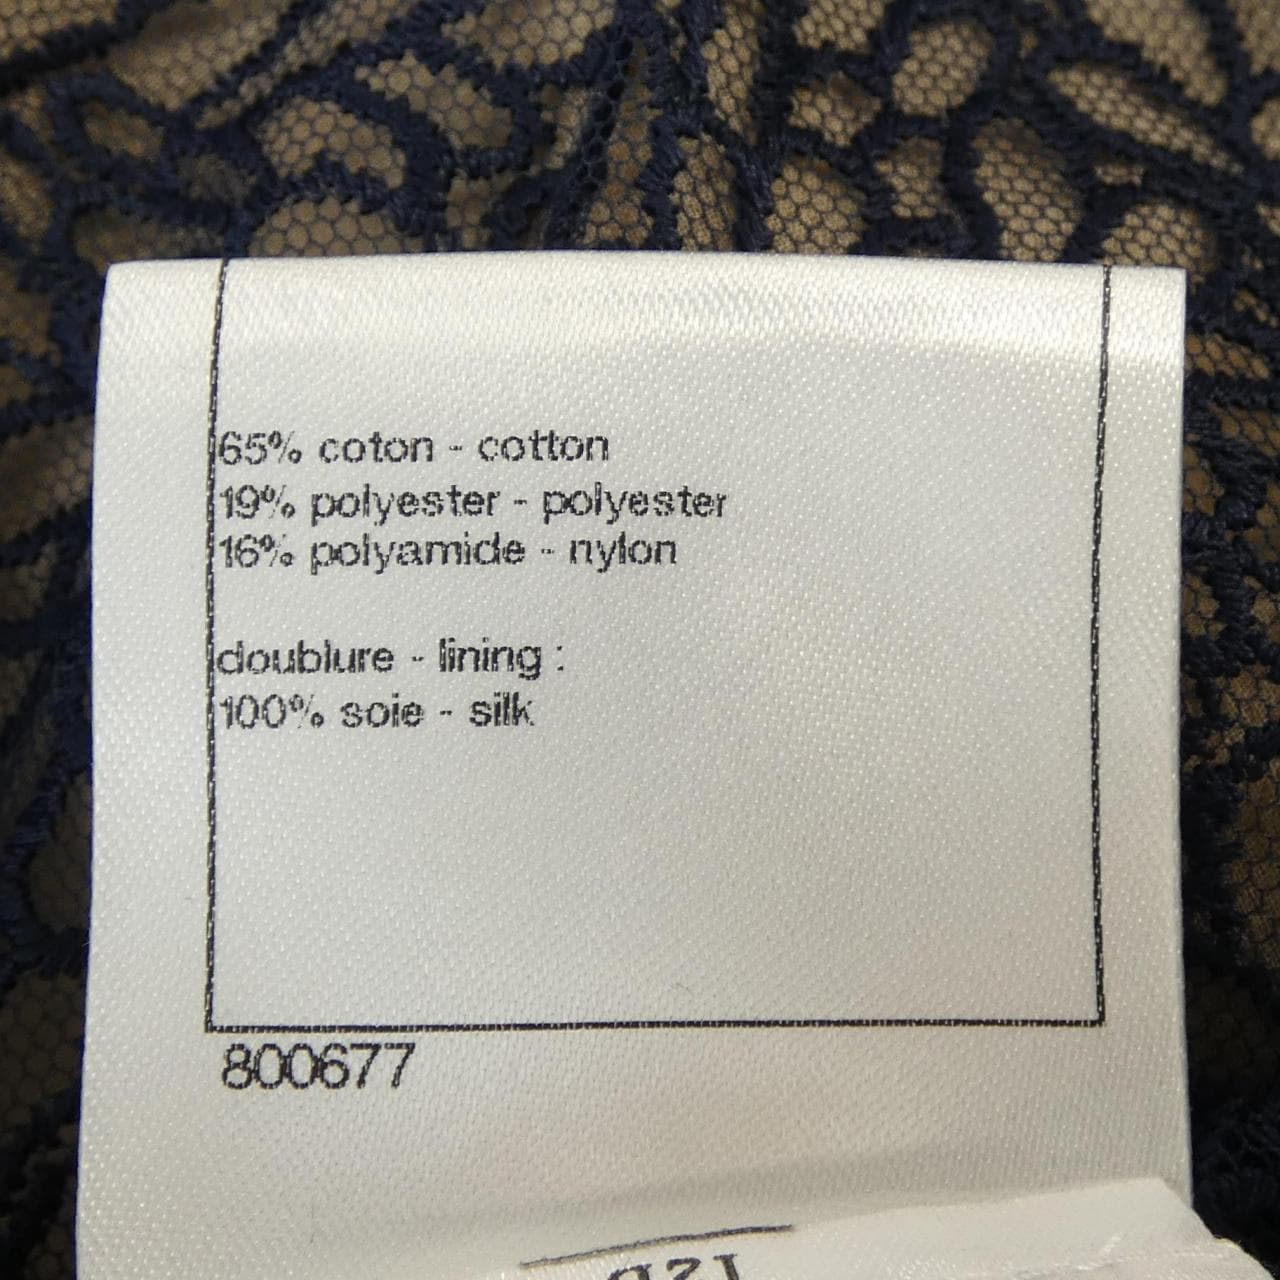 65% coton - cotton
19% polyester - polyester
16% polyamide - nylon
doublure - lining :
100% soie - silk
800677